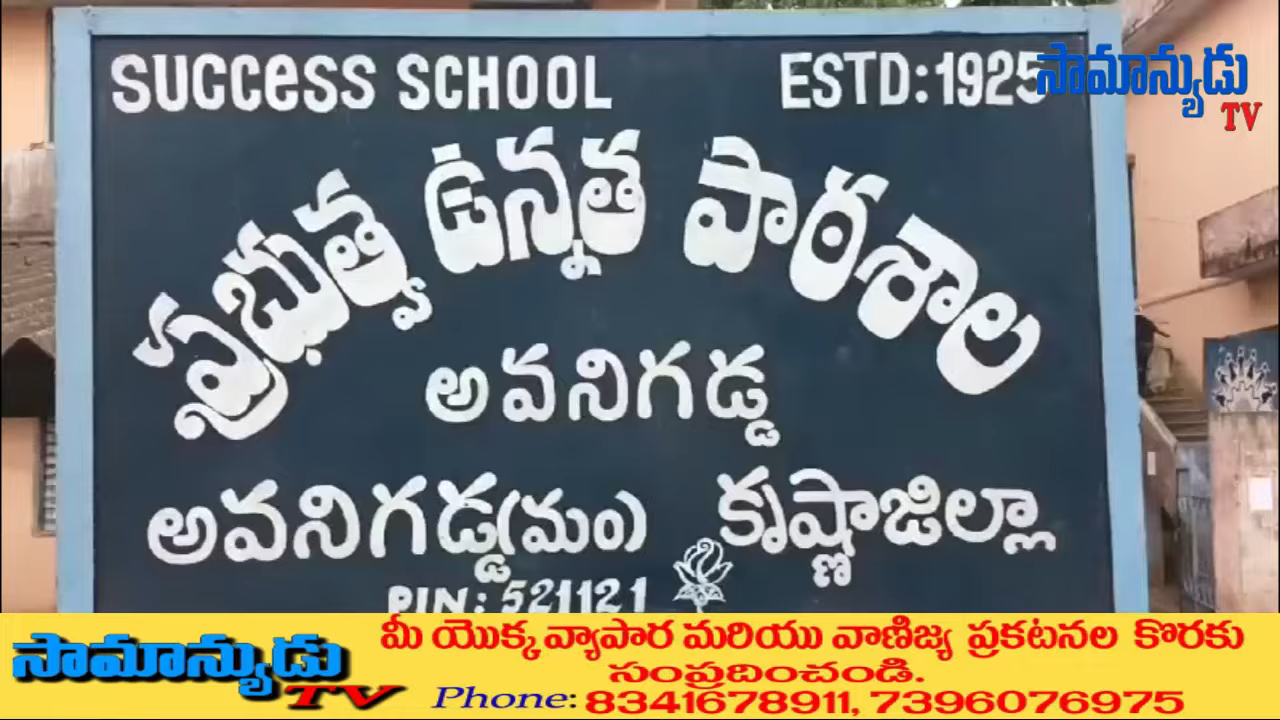 SUCCESS SCHOOL ESTD:1925
సామాన్యుడు
TV
ప్రభుత్వ ఉన్నత పాఠశాల
అవనిగడ్డ
అవనిగడ్డ(మం) కృష్ణాజిల్లా
PIN: 521121
సామాన్యుడు
TV
మీ యొక్క వ్యాపార మరియు వాణిజ్య ప్రకటనల కొరకు
సంప్రదించండి.
Phone: 8341678911, 7396076975